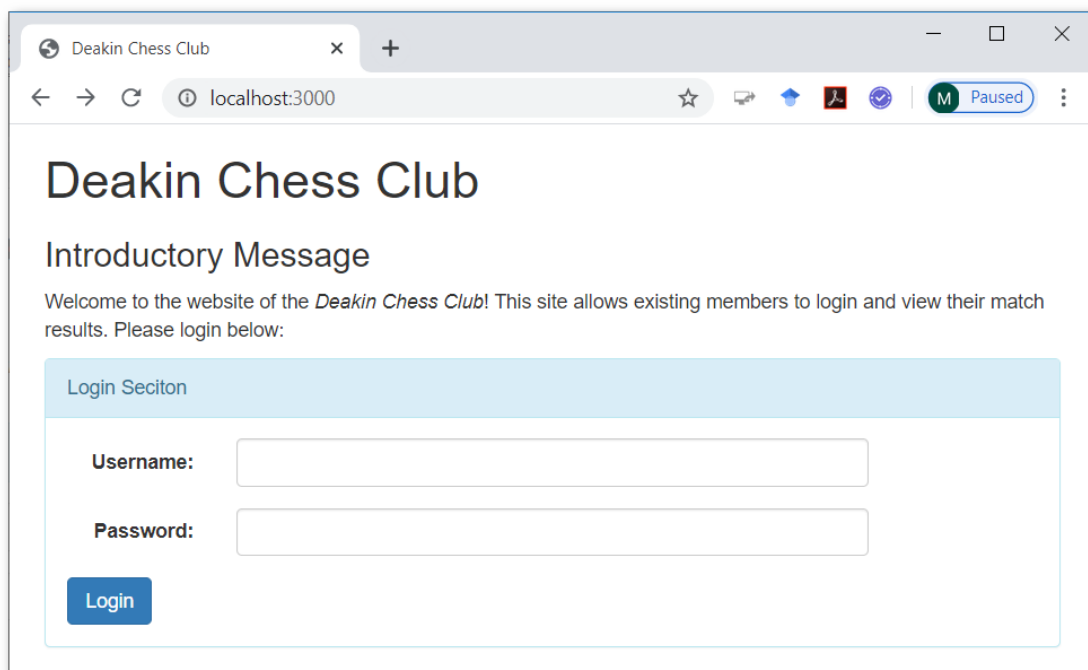 Deakin Chess Club
localhost:3000
M Paused
Deakin Chess Club
Introductory Message
Welcome to the website of the Deakin Chess Club! This site allows existing members to login and view their match
results. Please login below:
Login Seciton
Username:
Password:
Login